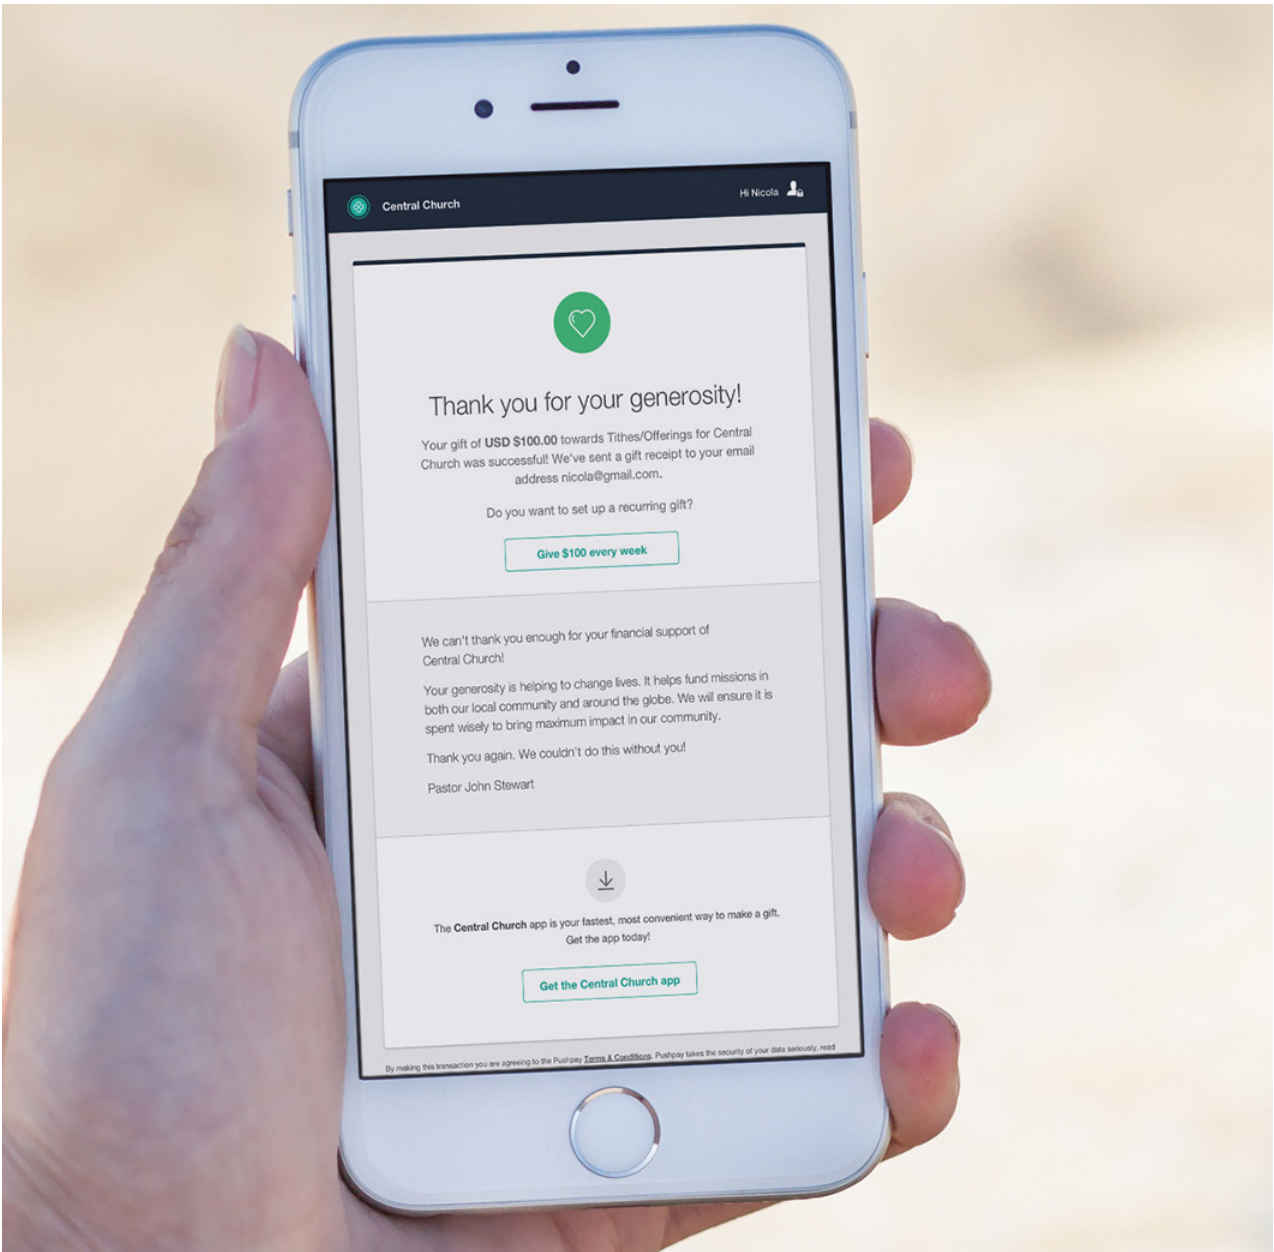 Central Church
Hi Nicola
Thank you for your generosity!
Your gift of USD $100.00 towards Tithes/Offerings for Central
Church was successful! We've sent a gift receipt to your email
address nicola@gmail.com.
Do you want to set up a recurring gift?
Give $100 every week
We can't thank you enough for your financial support of
Central Church!
Your generosity is helping to change lives. It helps fund missions in
both our local community and around the globe. We will ensure it is
spent wisely to bring maximum impact in our community.
Thank you again. We couldn't do this without you!
Pastor John Stewart
The Central Church app is your fastest, most convenient way to make a gift.
Get the app today!
Get the Central Church app
By making this transaction you are agreeing to the Pushpay Terms & Conditions. Pushpay takes the security of your data seriously, read